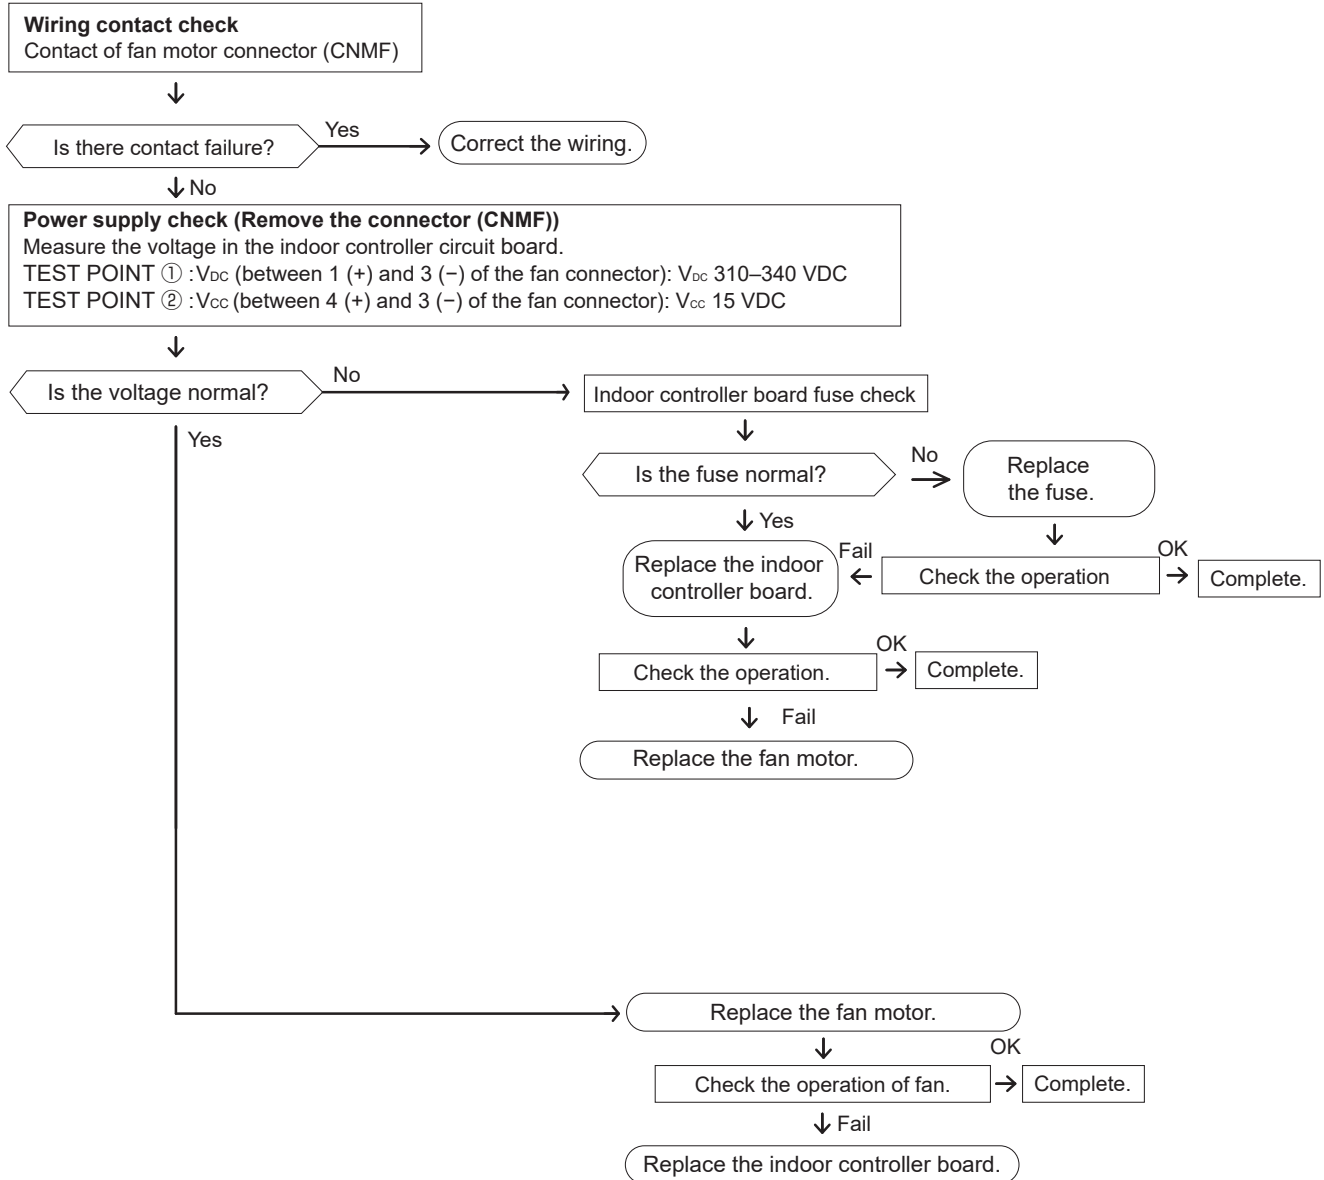 Wiring contact check
Contact of fan motor connector (CNMF)
Is there contact failure?
Yes
Correct the wiring.
No
Power supply check (Remove the connector (CNMF))
Measure the voltage in the indoor controller circuit board.
TEST POINT ① : VDC (between 1 (+) and 3 (−) of the fan connector): VDC 310–340 VDC
TEST POINT ② : VCC (between 4 (+) and 3 (−) of the fan connector): VCC 15 VDC
Is the voltage normal?
No
Indoor controller board fuse check
Yes
Is the fuse normal?
No
Replace
the fuse.
Yes
Replace the indoor
controller board.
Fail
Check the operation
OK
Complete.
Check the operation.
OK
Complete.
Fail
Replace the fan motor.
Replace the fan motor.
OK
Check the operation of fan.
Complete.
Fail
Replace the indoor controller board.